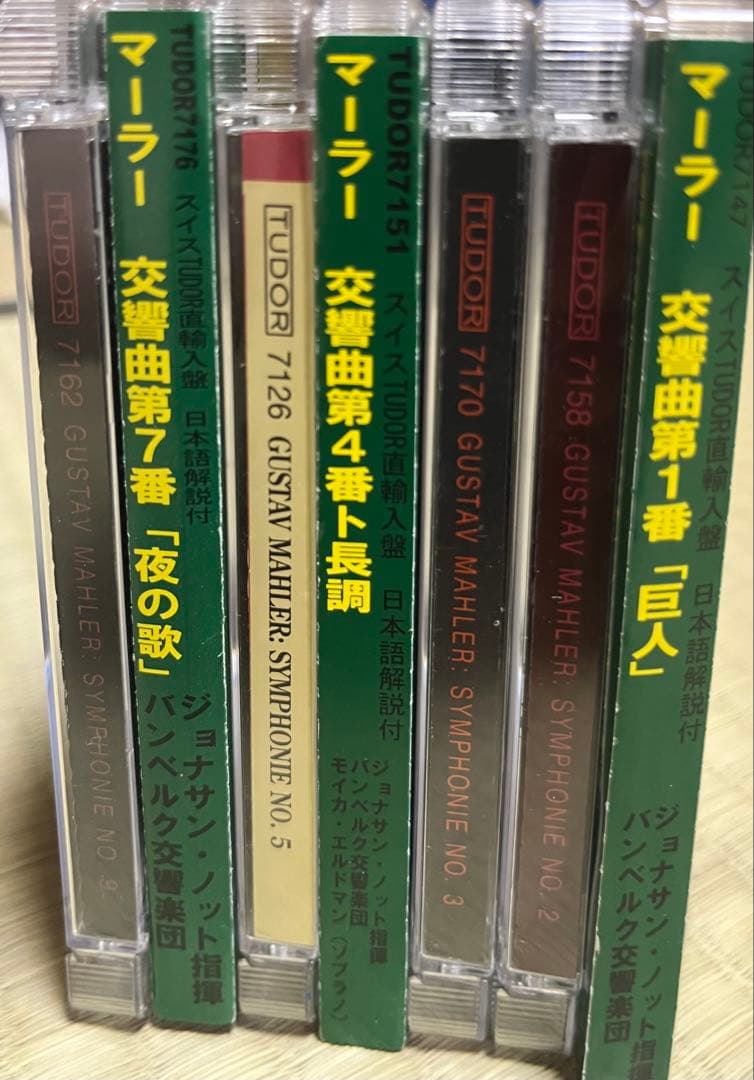 TUDOR 7162 GUSTAV MAHLER: SYMPHONIE NO. 9
TUDOR7176 スイスTUDOR直輸入盤 日本語解説付
マーラー 交響曲第7番「夜の歌」
ジョナサン・ノット指揮
バンベルク交響楽団
TUDOR 7126 GUSTAV MAHLER: SYMPHONIE NO. 5
TUDOR7151 スイスTUDOR直輸入盤 日本語解説付
マーラー 交響曲第4番ト長調
ジョナサン・ノット指揮
バンベルク交響楽団
モイカ・エルドマン(ソプラノ)
TUDOR 7170 GUSTAV MAHLER: SYMPHONIE NO. 3
TUDOR 7158 GUSTAV MAHLER: SYMPHONIE NO. 2
TUDOR7147 スイスTUDOR直輸入盤 日本語解説付
マーラー 交響曲第1番「巨人」
ジョナサン・ノット指揮
バンベルク交響楽団